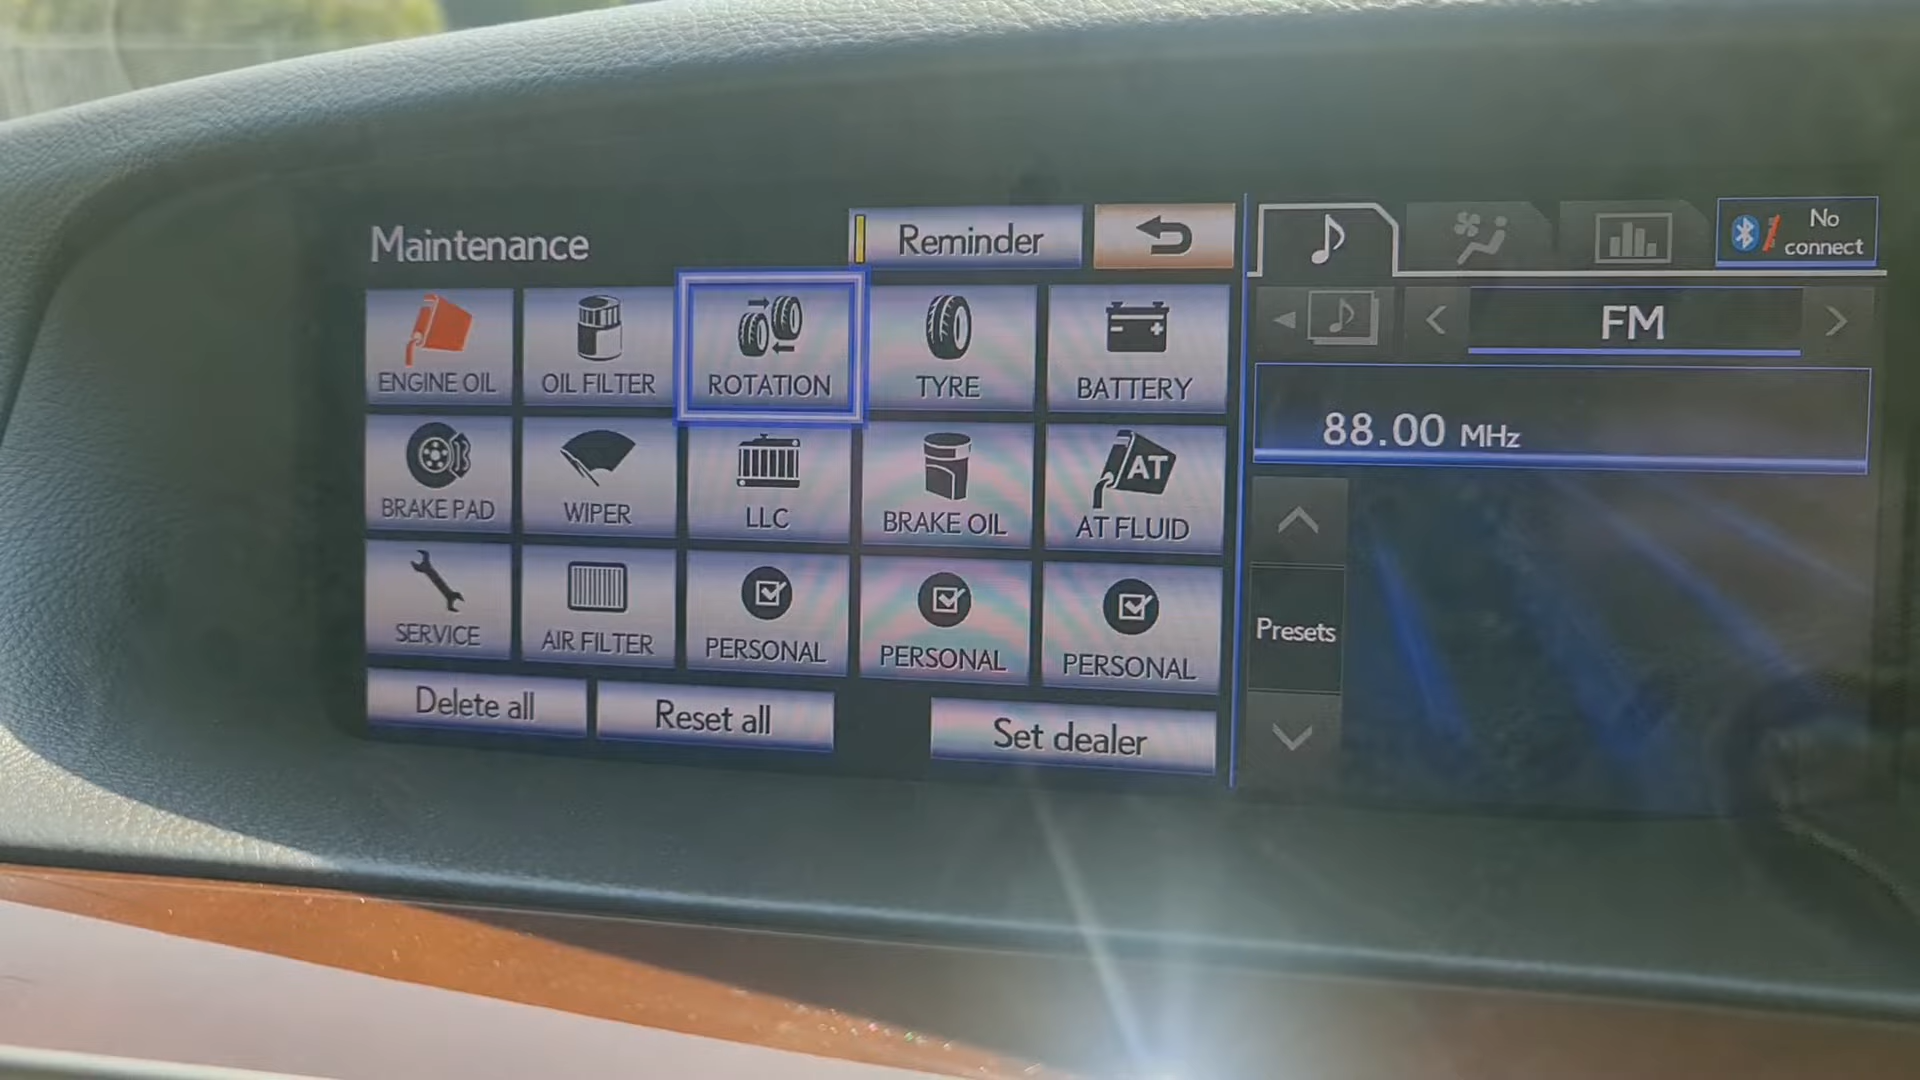 Maintenance
Reminder
ENGINE OIL
OIL FILTER
ROTATION
TYRE
BATTERY
BRAKE PAD
WIPER
LLC
BRAKE OIL
AT
AT FLUID
SERVICE
AIR FILTER
PERSONAL
PERSONAL
PERSONAL
Delete all
Reset all
Set dealer
No
connect
FM
88.00 MHz
Presets